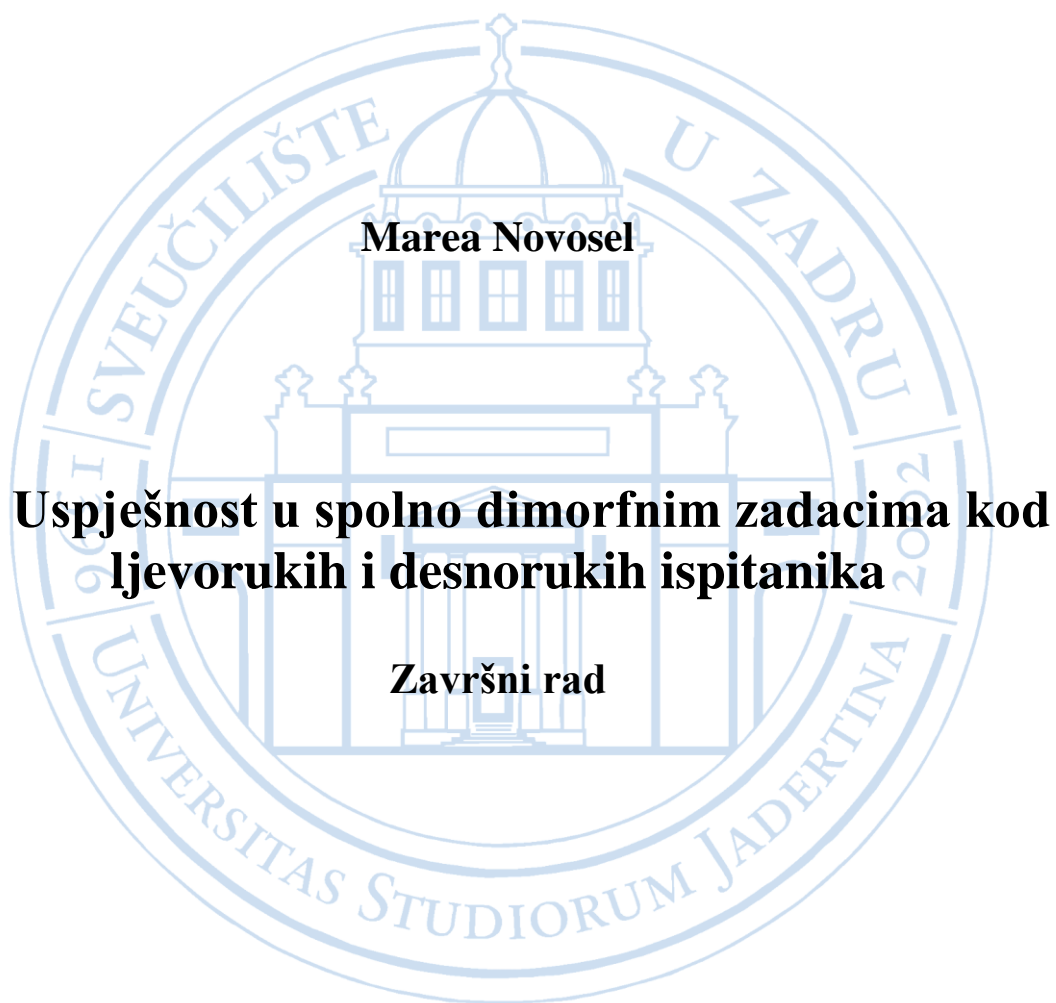 SVEUČILIŠTE U ZADRU
Marea Novosel
1396 2002
Uspješnost u spolno dimorfnim zadacima kod
ljevorukih i desnorukih ispitanika
Završni rad
UNIVERSITAS STUDIORUM JADERTINA